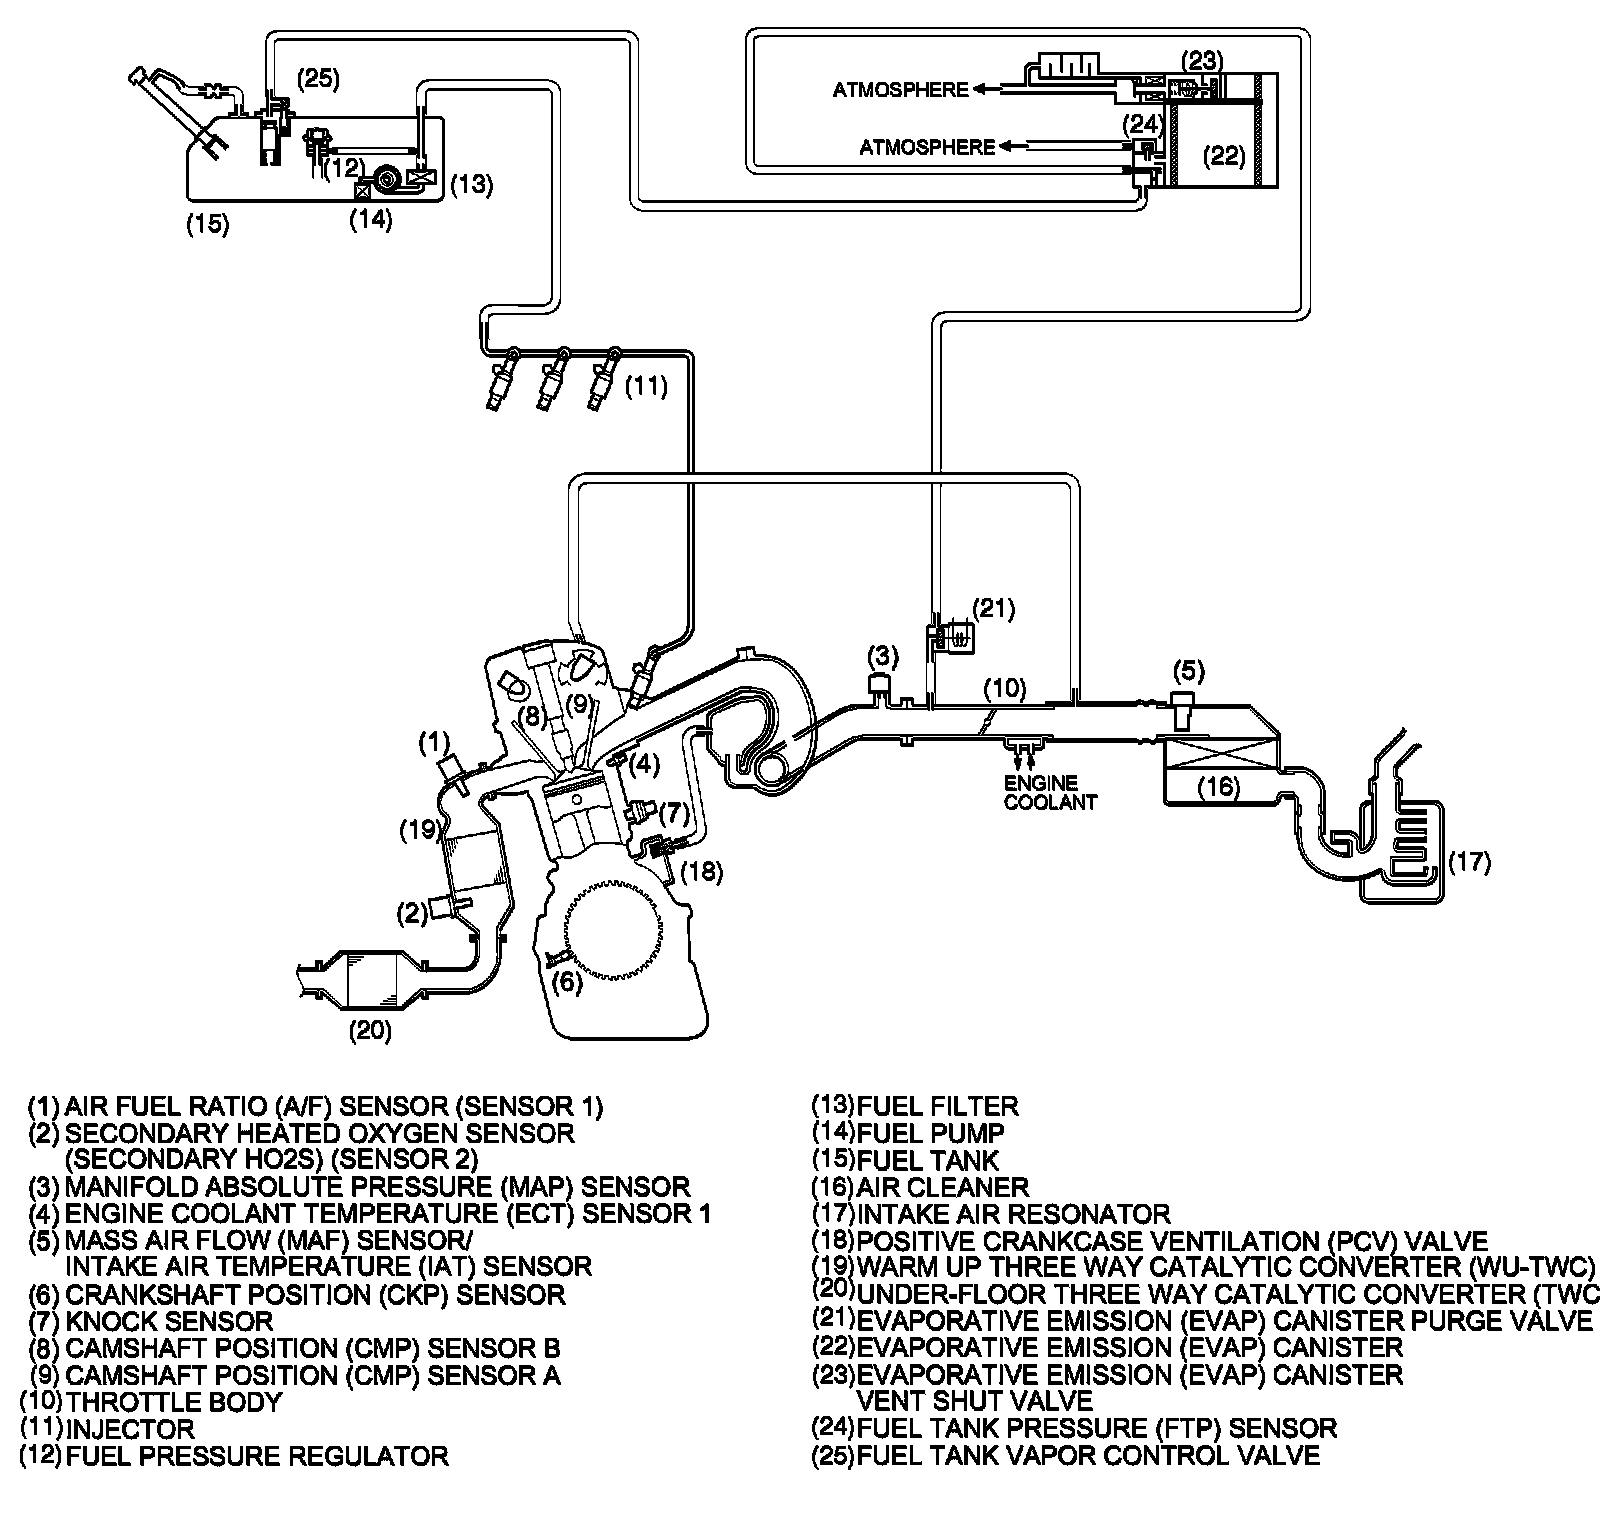 (25)
(23)
ATMOSPHERE
(24)
ATMOSPHERE
(22)
(12)
(13)
(15)
(14)
(11)
(21)
(3)
(10)
(5)
(8)
(9)
(1)
(4)
ENGINE
COOLANT
(16)
(7)
(19)
(18)
(17)
(2)
(6)
(20)
(1) AIR FUEL RATIO (A/F) SENSOR (SENSOR 1)
(2) SECONDARY HEATED OXYGEN SENSOR
(SECONDARY HO2S) (SENSOR 2)
(3) MANIFOLD ABSOLUTE PRESSURE (MAP) SENSOR
(4) ENGINE COOLANT TEMPERATURE (ECT) SENSOR 1
(5) MASS AIR FLOW (MAF) SENSOR/
INTAKE AIR TEMPERATURE (IAT) SENSOR
(6) CRANKSHAFT POSITION (CKP) SENSOR
(7) KNOCK SENSOR
(8) CAMSHAFT POSITION (CMP) SENSOR B
(9) CAMSHAFT POSITION (CMP) SENSOR A
(10) THROTTLE BODY
(11) INJECTOR
(12) FUEL PRESSURE REGULATOR
(13) FUEL FILTER
(14) FUEL PUMP
(15) FUEL TANK
(16) AIR CLEANER
(17) INTAKE AIR RESONATOR
(18) POSITIVE CRANKCASE VENTILATION (PCV) VALVE
(19) WARM UP THREE WAY CATALYTIC CONVERTER (WU-TWC)
(20) UNDER-FLOOR THREE WAY CATALYTIC CONVERTER (TWC
(21) EVAPORATIVE EMISSION (EVAP) CANISTER PURGE VALVE
(22) EVAPORATIVE EMISSION (EVAP) CANISTER
(23) EVAPORATIVE EMISSION (EVAP) CANISTER
VENT SHUT VALVE
(24) FUEL TANK PRESSURE (FTP) SENSOR
(25) FUEL TANK VAPOR CONTROL VALVE